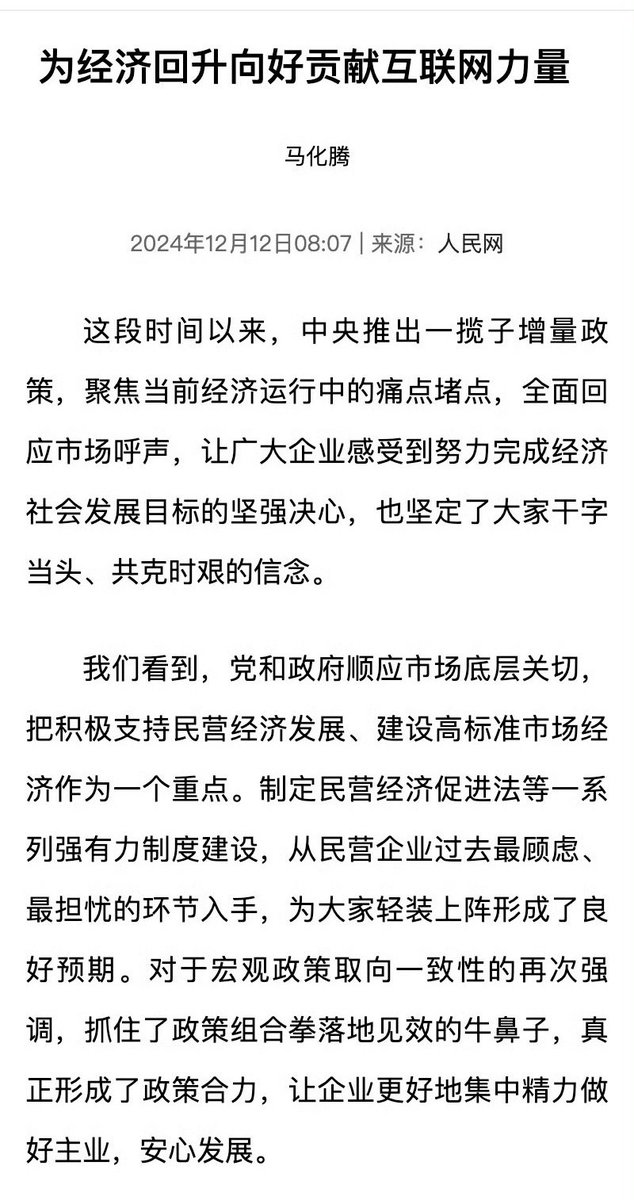 为经济回升向好贡献互联网力量
马化腾
2024年12月12日08:07 | 来源：人民网
这段时间以来，中央推出一揽子增量政
策，聚焦当前经济运行中的痛点堵点，全面回
应市场呼声，让广大企业感受到努力完成经济
社会发展目标的坚强决心，也坚定了大家干字
当头、共克时艰的信念。
我们看到，党和政府顺应市场底层关切，
把积极支持民营经济发展、建设高标准市场经
济作为一个重点。制定民营经济促进法等一系
列强有力制度建设，从民营企业过去最顾虑、
最担忧的环节入手，为大家轻装上阵形成了良
好预期。对于宏观政策取向一致性的再次强
调，抓住了政策组合拳落地见效的牛鼻子，真
正形成了政策合力，让企业更好地集中精力做
好主业，安心发展。